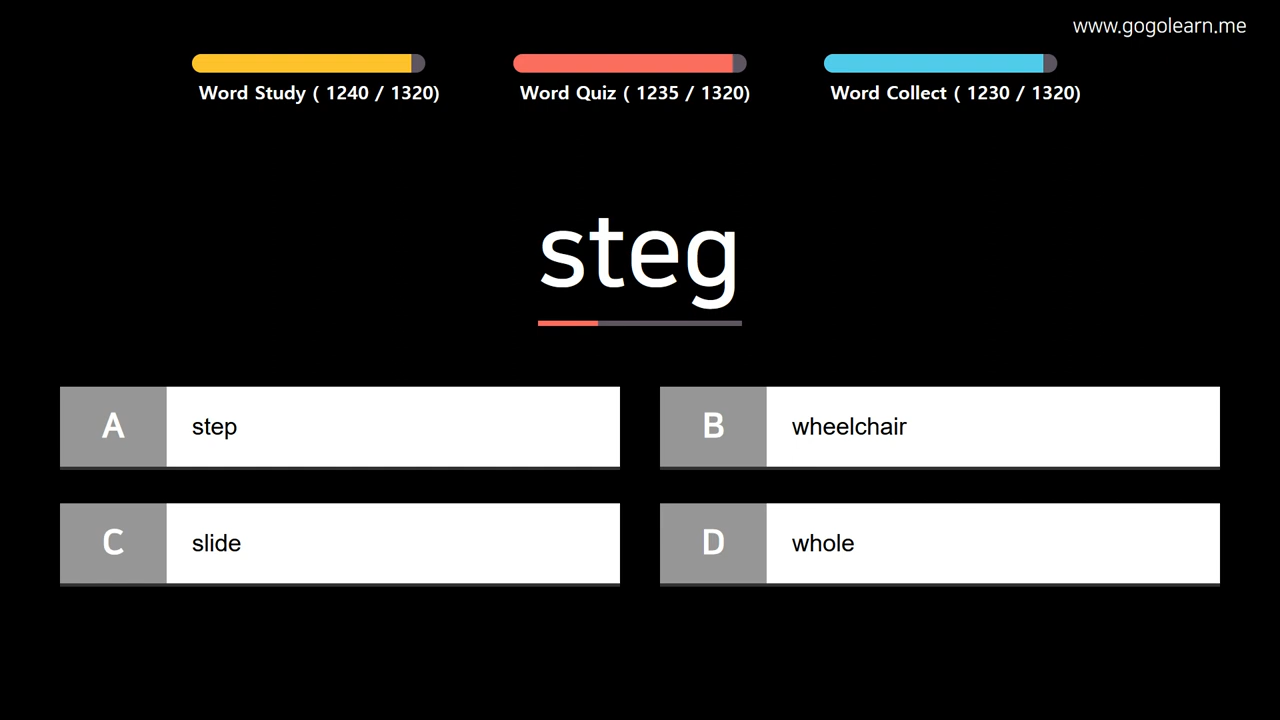 www.gogolearn.me
Word Study ( 1240 / 1320)
Word Quiz ( 1235 / 1320)
Word Collect ( 1230 / 1320)
steg
A step
B wheelchair
C slide
D whole